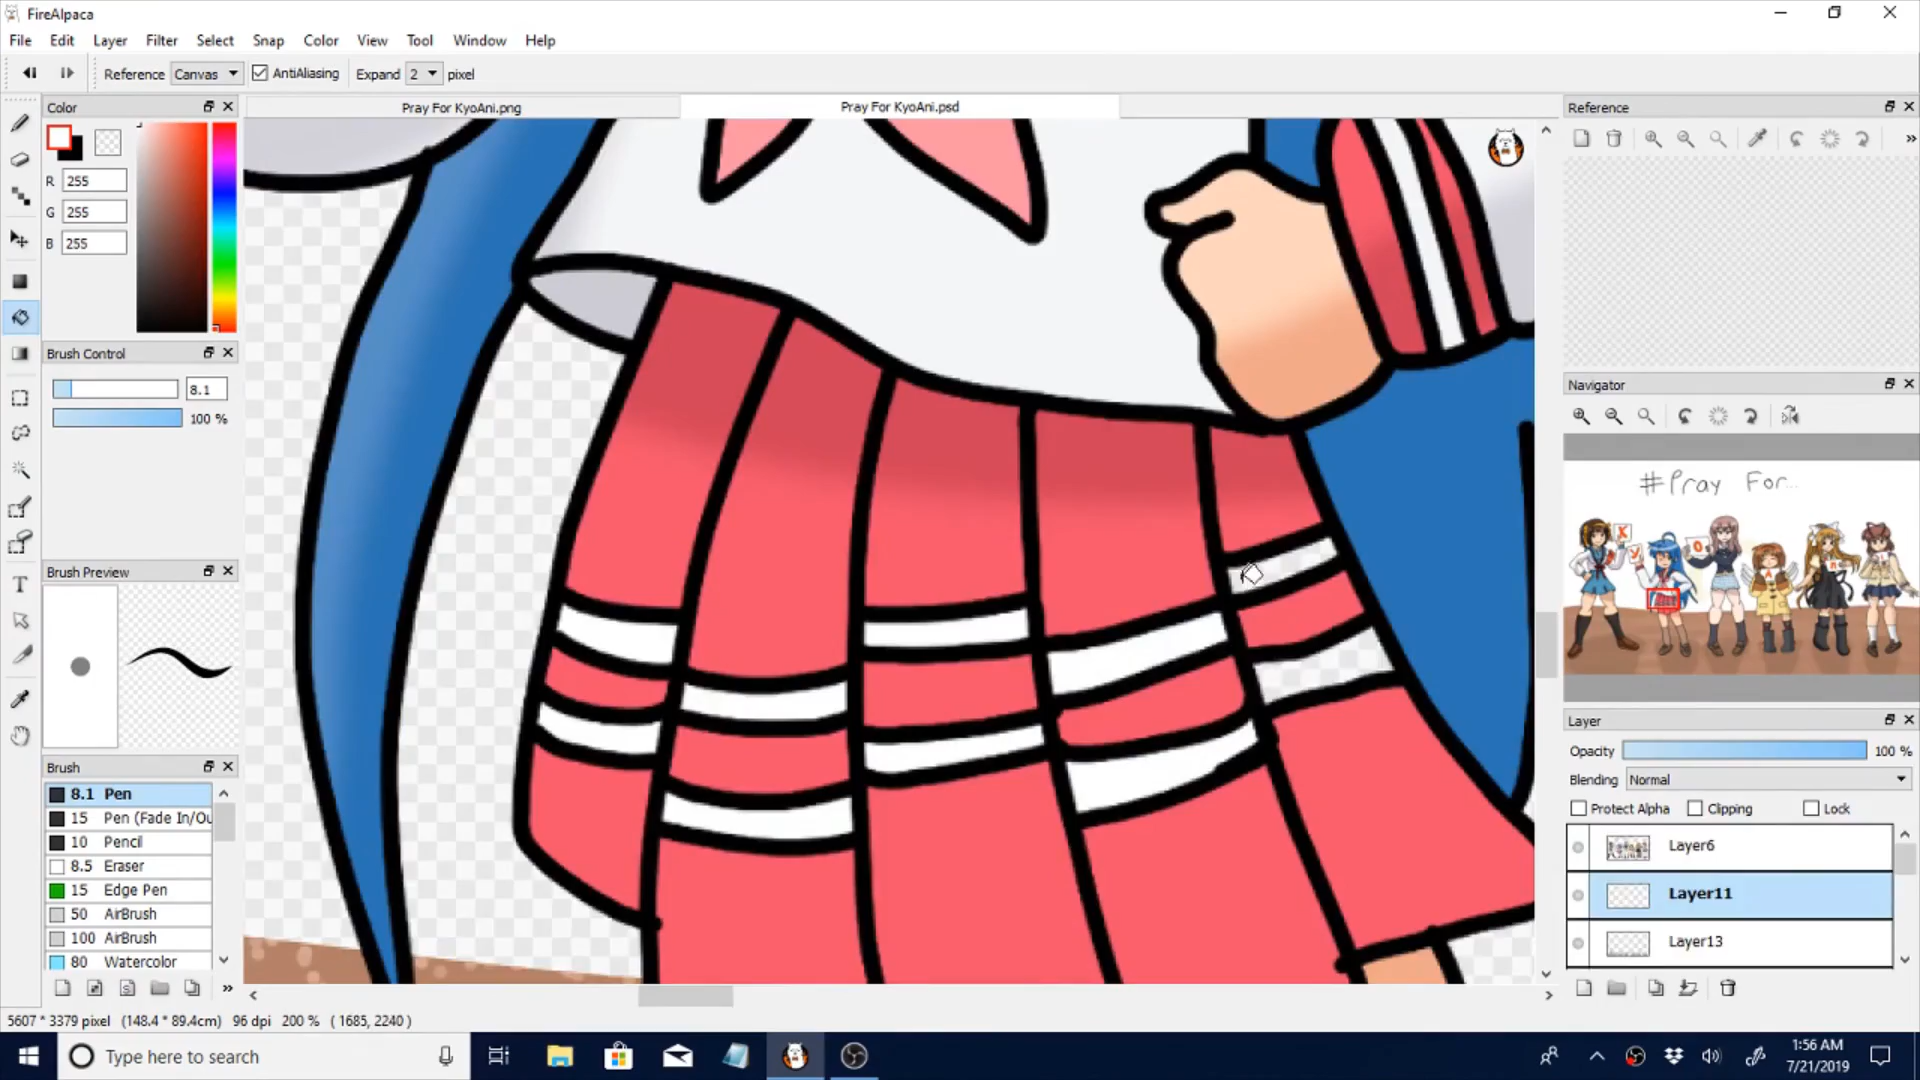 FireAlpaca
File Edit Layer Filter Select Snap Color View Tool Window Help
Reference Canvas AntiAliasing Expand 2 pixel
Color
Pray For KyoAni.png
Pray For KyoAni.psd
Reference
R 255
G 255
B 255
Brush Control
8.1
100 %
Navigator
#Pray For...
X Y O A
Brush Preview
T
Brush
8.1 Pen
15 Pen (Fade In/Ou
10 Pencil
8.5 Eraser
15 Edge Pen
50 AirBrush
100 AirBrush
80 Watercolor
Layer
Opacity 100 %
Blending Normal
Protect Alpha Clipping Lock
Layer6
Layer11
Layer13
5607 * 3379 pixel (148.4 * 89.4cm) 96 dpi 200 % ( 1685, 2240 )
Type here to search
1:56 AM
7/21/2019